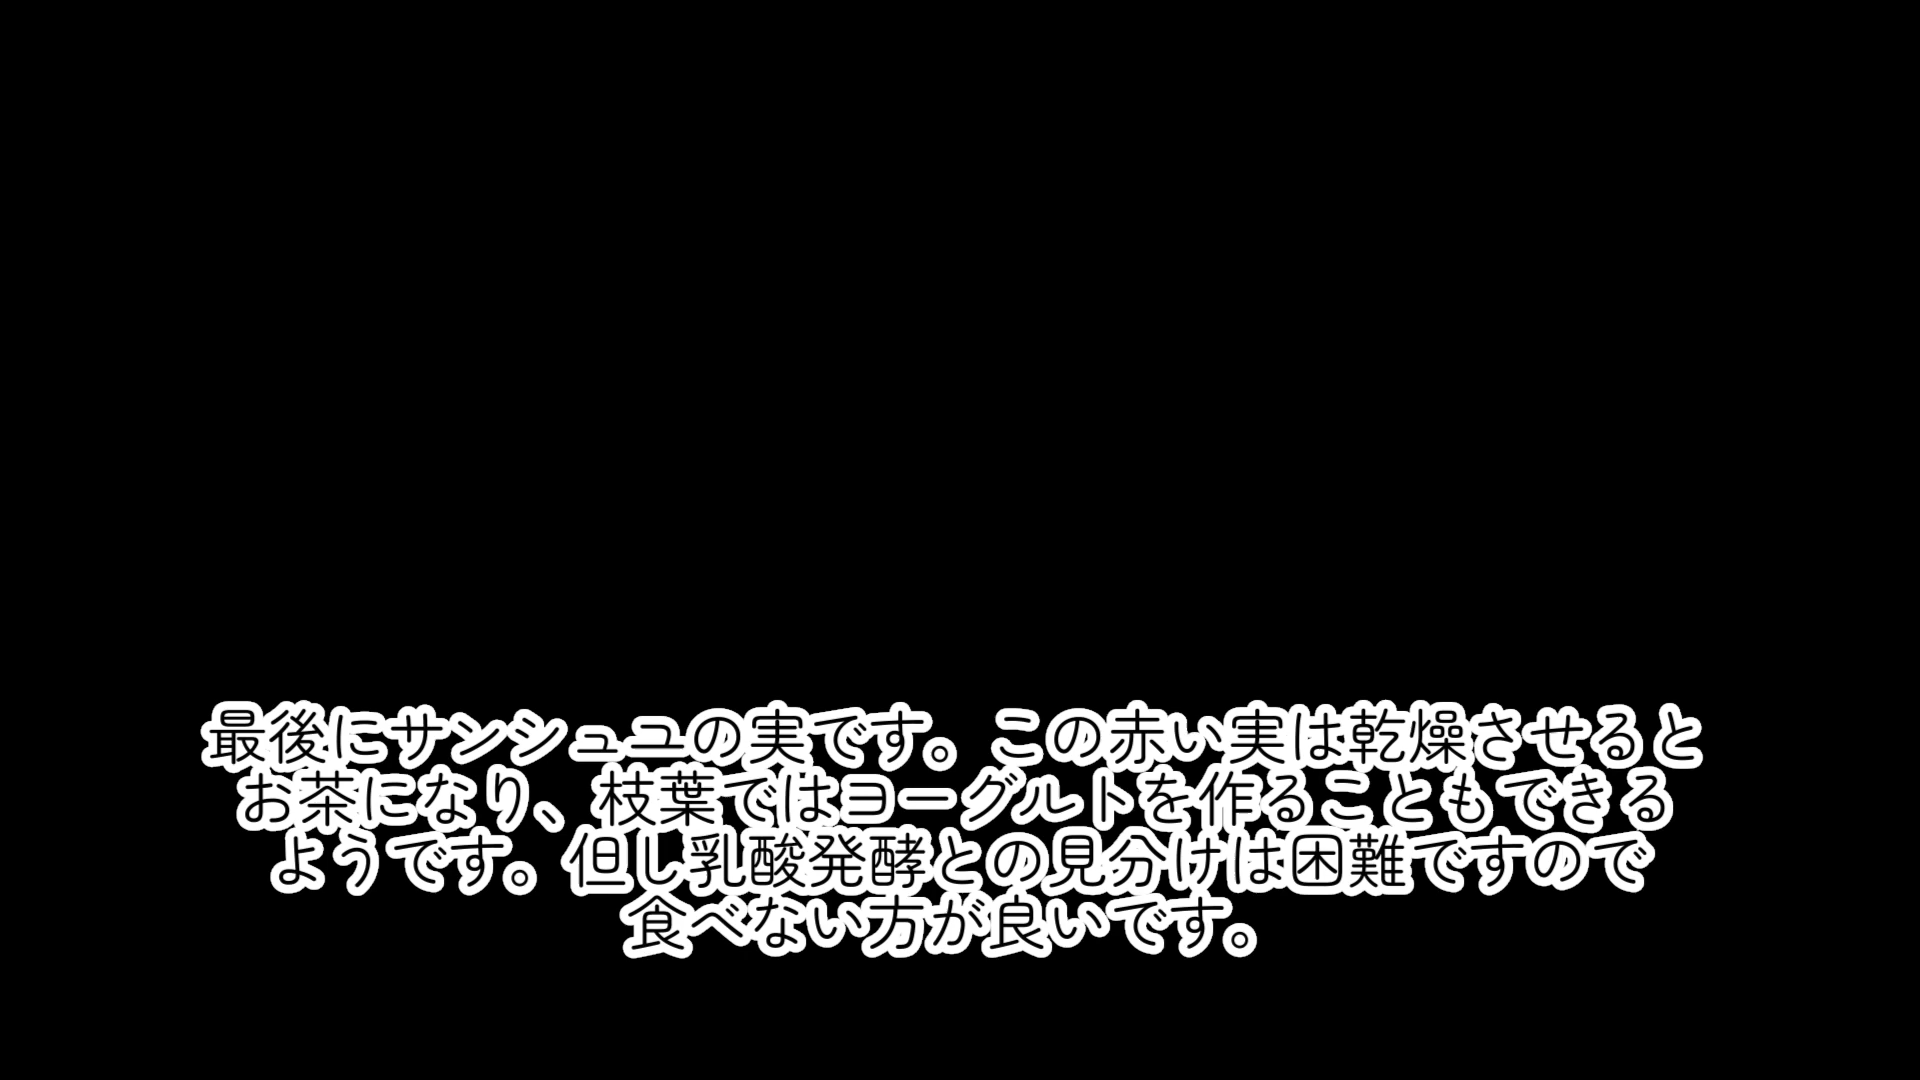 最後にサンシュユの実です。この赤い実は乾燥させると
お茶になり、枝葉ではヨーグルトを作ることもできる
ようです。但し乳酸発酵との見分けは困難ですので
食べない方が良いです。